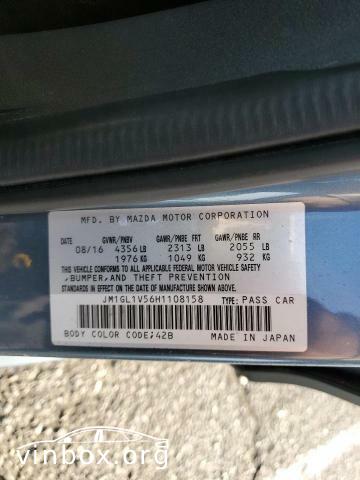 MFD. BY MAZDA MOTOR CORPORATION
GVWR/PNBV GAWR/PNBE FRT GAWR/PNBE RR
08/16 4356 LB 2313 LB 2055 LB
1976 KG 1049 KG 932 KG
THIS VEHICLE CONFORMS TO ALL APPLICABLE FEDERAL MOTOR VEHICLE SAFETY
, BUMPER, AND THEFT PREVENTION
STANDARDS IN EFFECT ON THE DATE OF MANUFACTURE SHOWN ABOVE.
JM1GL1V56H1108158 TYPE: PASS CAR
BODY COLOR CODE;42B MADE IN JAPAN
vinbox.org